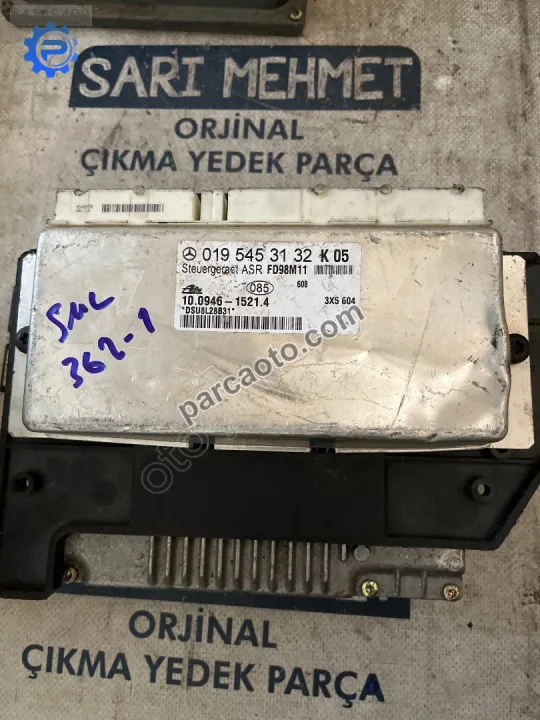 SARI MEHMET
ORJİNAL
ÇIKMA YEDEK PARÇA
019 545 31 32 K 05
Steuergeraet ASR FD98M11
Ate 085 608
10.0946-1521.4 3X5 604
*DSU8L28B31*
362-1
parcaoto.com
ORJİNAL
ÇIKMA YEDEK PARÇA